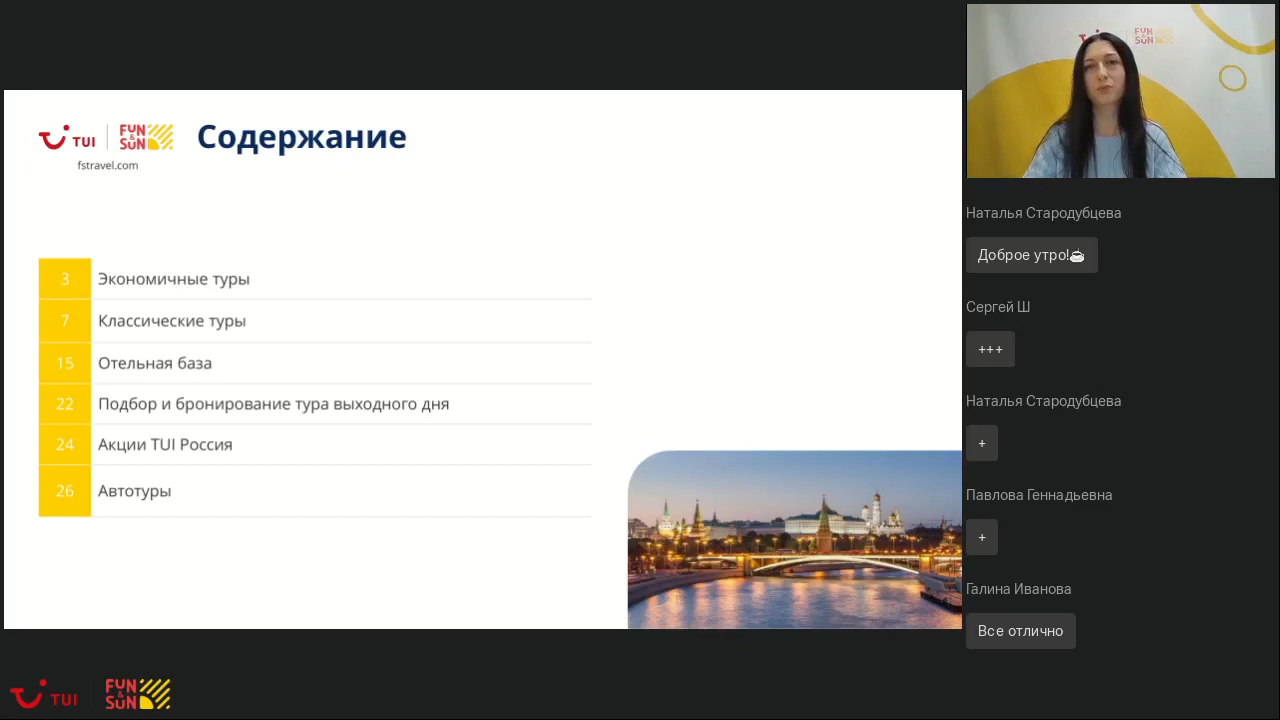 TUI
FUN
&
SUN
Содержание
fstravel.com
3 Экономичные туры
7 Классические туры
15 Отельная база
22 Подбор и бронирование тура выходного дня
24 Акции TUI Россия
26 Автотуры
TUI
FUN
&
SUN
FUN
SUN
Наталья Стародубцева
Доброе утро!☕
Сергей Ш
+++
Наталья Стародубцева
+
Павлова Геннадьевна
+
Галина Иванова
Все отлично